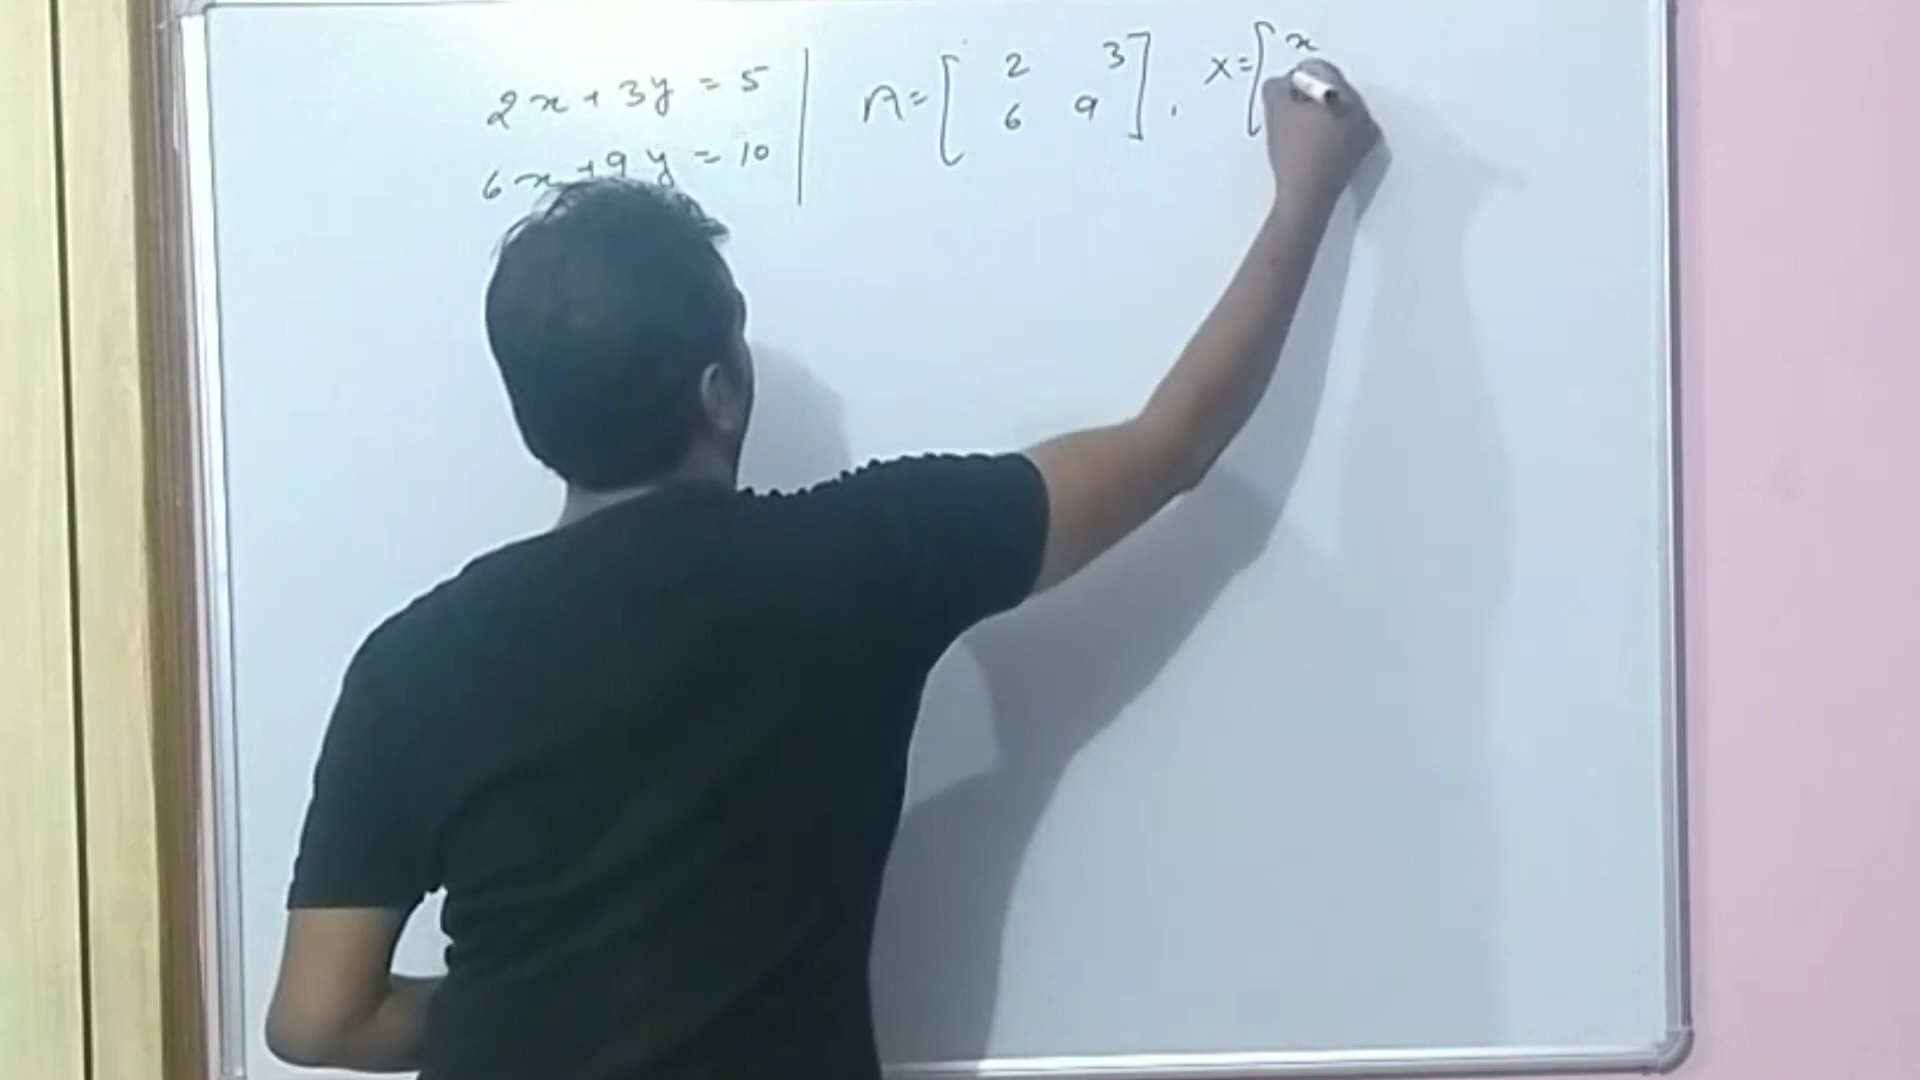 2x + 3y = 5
6x + 9y = 10
A = [ 2 3
6 9 ] , X = [ x